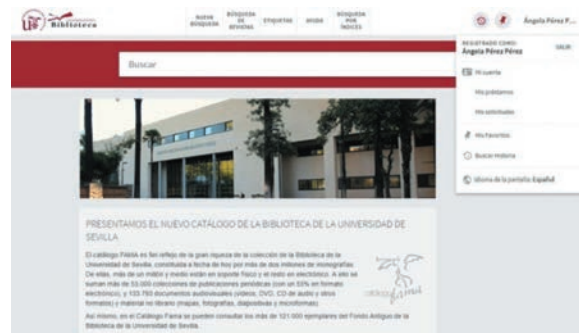 Biblioteca
NUEVA BÚSQUEDA
BÚSQUEDA DE REVISTAS
ETIQUETAS
AYUDA
BÚSQUEDA POR ÍNDICES
Ángela Pérez P...
REGISTRADO COMO:
Ángela Pérez Pérez
SALIR
Mi cuenta
Mis préstamos
Mis solicitudes
Mis Favoritos
Buscar Historia
Idioma de la pantalla: Español
Buscar
PRESENTAMOS EL NUEVO CATÁLOGO DE LA BIBLIOTECA DE LA UNIVERSIDAD DE
SEVILLA
El catálogo FAMA es fiel reflejo de la gran riqueza de la colección de la Biblioteca de la
Universidad de Sevilla, constituida a fecha de hoy por más de dos millones de monografías.
De ellas, más de un millón y medio están en soporte físico y el resto en electrónico. A ello se
suman más de 53.000 colecciones de publicaciones periódicas (con un 55% en formato
electrónico, y 133.793 documentos audiovisuales (vídeos, DVD, CD de audio y otros
formatos) y material no librario (mapas, fotografías, diapositivas y microformas).
catálogo fama
Así mismo, en el Catálogo Fama se pueden consultar los más de 121.000 ejemplares del Fondo Antiguo de la
Biblioteca de la Universidad de Sevilla.